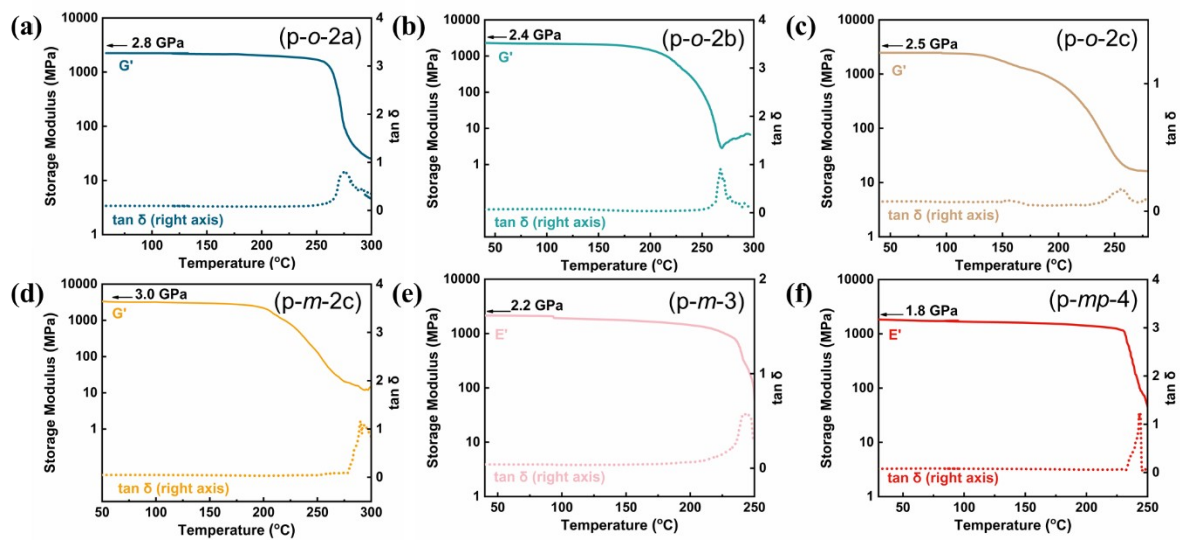 (a)
(p-o-2a)
2.8 GPa
G'
tan δ (right axis)
Storage Modulus (MPa)
10000
1000
100
10
1
4
3
2
1
0
tan δ
100 150 200 250 300
Temperature (°C)
(b)
(p-o-2b)
2.4 GPa
G'
tan δ (right axis)
Storage Modulus (MPa)
10000
1000
100
10
1
4
3
2
1
0
tan δ
50 100 150 200 250 300
Temperature (°C)
(c)
(p-o-2c)
2.5 GPa
G'
tan δ (right axis)
Storage Modulus (MPa)
10000
1000
100
10
1
1
0
tan δ
50 100 150 200 250
Temperature (°C)
(d)
(p-m-2c)
3.0 GPa
G'
tan δ (right axis)
Storage Modulus (MPa)
10000
1000
100
10
1
4
3
2
1
0
tan δ
50 100 150 200 250 300
Temperature (°C)
(e)
(p-m-3)
2.2 GPa
E'
tan δ (right axis)
Storage Modulus (MPa)
10000
1000
100
10
1
2
1
0
tan δ
50 100 150 200 250
Temperature (°C)
(f)
(p-mp-4)
1.8 GPa
E'
tan δ (right axis)
Storage Modulus (MPa)
10000
1000
100
10
1
4
3
2
1
0
tan δ
50 100 150 200 250
Temperature (°C)